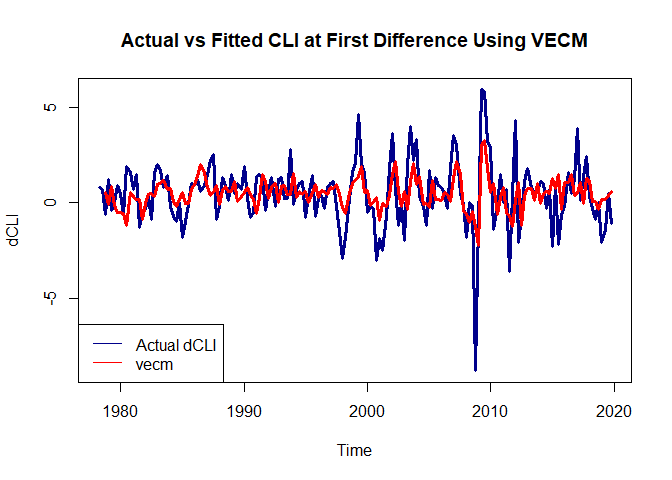 Actual vs Fitted CLI at First Difference Using VECM
dCLI
5
0
-5
Actual dCLI
vecm
1980
1990
2000
2010
2020
Time